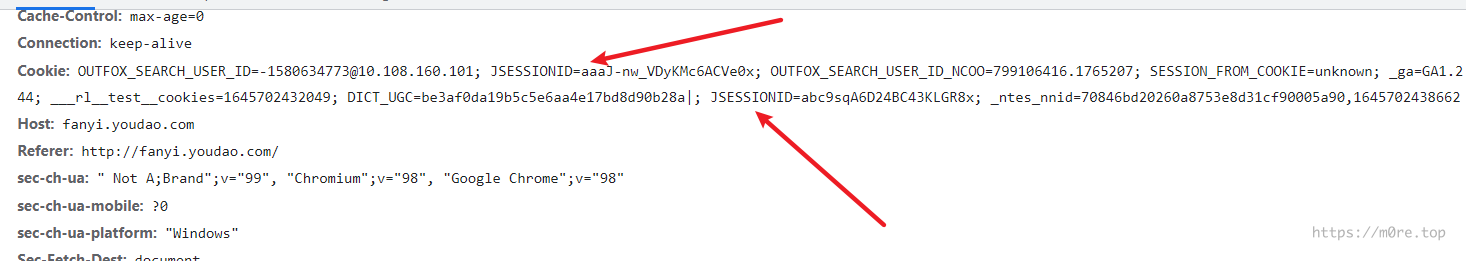 Cache-Control: max-age=0
Connection: keep-alive
Cookie: OUTFOX_SEARCH_USER_ID=-1580634773@10.108.160.101; JSESSIONID=aaaJ-nw_VDyKMc6ACVe0x; OUTFOX_SEARCH_USER_ID_NCOO=799106416.1765207; SESSION_FROM_COOKIE=unknown; _ga=GA1.2
44; ___rl__test__cookies=1645702432049; DICT_UGC=be3af0da19b5c5e6aa4e17bd8d90b28a|; JSESSIONID=abc9sqA6D24BC43KLGR8x; _ntes_nnid=70846bd20260a8753e8d31cf90005a90,1645702438662
Host: fanyi.youdao.com
Referer: http://fanyi.youdao.com/
sec-ch-ua: " Not A;Brand";v="99", "Chromium";v="98", "Google Chrome";v="98"
sec-ch-ua-mobile: ?0
sec-ch-ua-platform: "Windows"
https://m0re.top
Sec-Fetch-Dest: document